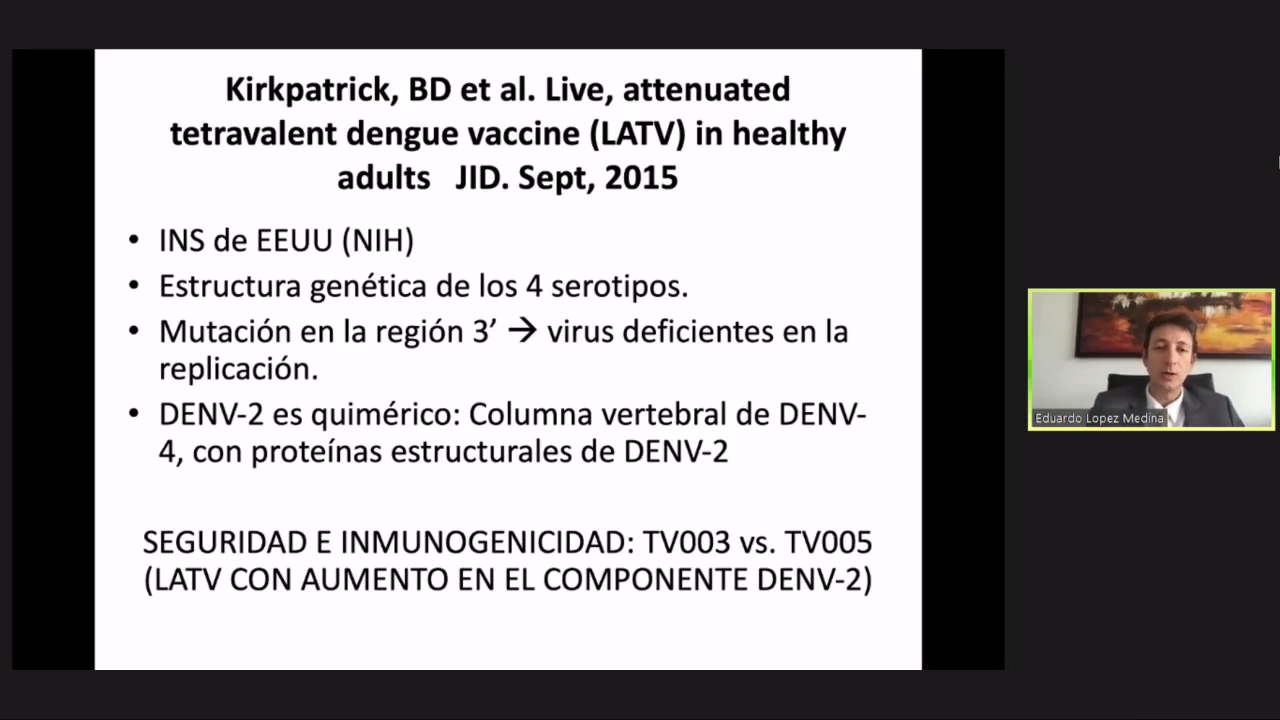 Kirkpatrick, BD et al. Live, attenuated
tetravalent dengue vaccine (LATV) in healthy
adults   JID. Sept, 2015
• INS de EEUU (NIH)
• Estructura genética de los 4 serotipos.
• Mutación en la región 3’ → virus deficientes en la
replicación.
• DENV-2 es quimérico: Columna vertebral de DENV-
4, con proteínas estructurales de DENV-2
SEGURIDAD E INMUNOGENICIDAD: TV003 vs. TV005
(LATV CON AUMENTO EN EL COMPONENTE DENV-2)
Eduardo Lopez Medina